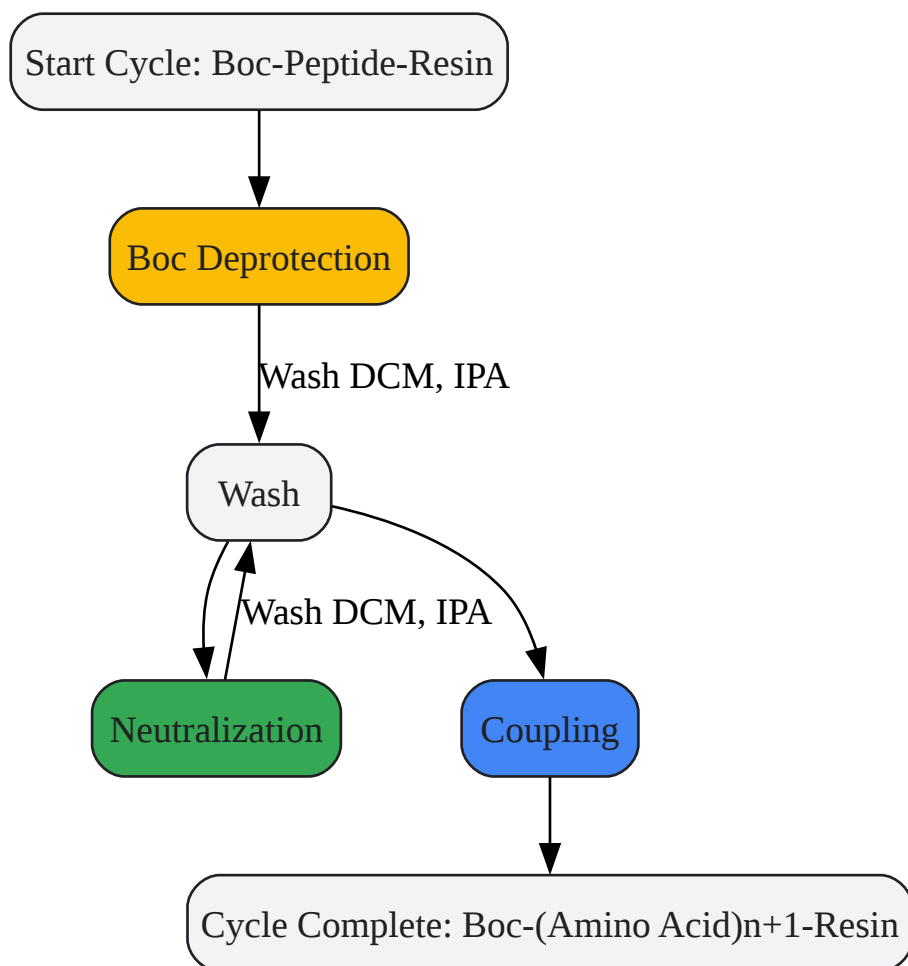 Start Cycle: Boc-Peptide-Resin
Boc Deprotection
Wash DCM, IPA
Wash
Wash DCM, IPA
Neutralization
Coupling
Cycle Complete: Boc-(Amino Acid)n+1-Resin